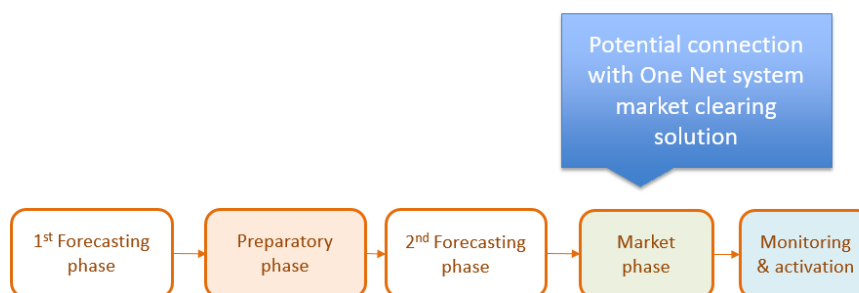 Potential connection
with One Net system
market clearing
solution
1st Forecasting
phase
Preparatory
phase
2nd Forecasting
phase
Market
phase
Monitoring
& activation